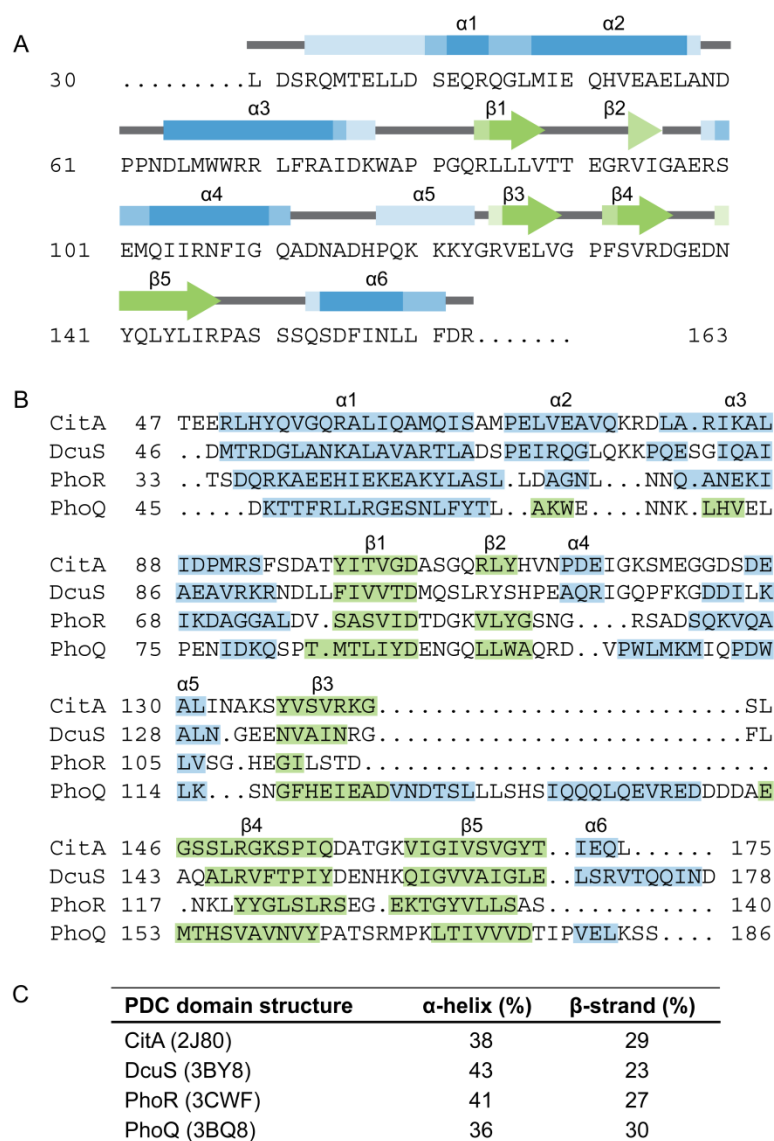 A
α1 α2
30 .........L DSRQMTELLD SEQRQGLMIE QHVEAELAND
α3 β1 β2
61 PPNDLMWWRR LFRAIDKWAP PGQRLLLVTT EGRVIGAERS
α4 α5 β3 β4
101 EMQIIRNFIG QADNADHPQK KKYGRVELVG PFSVRDGEDN
β5 α6
141 YQLYLIRPAS SSQSDFINLL FDR....... 163
B
α1 α2 α3
CitA 47 TEERLHYQVGQRALIQAMQISAMPELVEAVQKRDLA.RIKAL
DcuS 46 ..DMTRDGLANKALAVARTLADSPEIRQGLQKKPQESGIQAI
PhoR 33 ..TSDQRKAEEHIEKEAKYLASLL.DAGNL...NNQ.ANEKI
PhoQ 45 ....DKTTFRLLRGESNLFYTL..AKWE....NNK.LHVEL
β1 β2 α4
CitA 88 IDPMRSFSDATYITVGDASGQRLYHVNPDEIGKSMEGGDSDE
DcuS 86 AEAVRKRNDLLFIVVTDMQSLRYSHPEAQRIGQPFKGDDILK
PhoR 68 IKDAGGALDV.SASVIDTDGKVLYGSNG...RSADSQKVQA
PhoQ 75 PENIDKQSPT.MTLIYDENGQLLWAQRD..VPWLMKMIQPDW
α5 β3
CitA 130 ALINAKSYVSVRKG.........................SL
DcuS 128 ALN.GEENVAINRG.........................FL
PhoR 105 LVSG.HEGILSTD............................
PhoQ 114 LK...SNGFHEIEADVNDTSLLLSHSIQQQLQEVREDDDDAE
β4 β5 α6
CitA 146 GSSLRGKSPIQDATGKVIGIVSVGYT..IEQL.... 175
DcuS 143 AQALRVFTPIYDENHKQIGVVAIGLE..LSRVTQQIND 178
PhoR 117 .NKLYYGLSLRSEG.EKTGYVLLSAS............ 140
PhoQ 153 MTHSVAVNVYPATSRMPKLTIVVVDTIPVELKSS.... 186
C
PDC domain structure α-helix (%) β-strand (%)
CitA (2J80) 38 29
DcuS (3BY8) 43 23
PhoR (3CWF) 41 27
PhoQ (3BQ8) 36 30